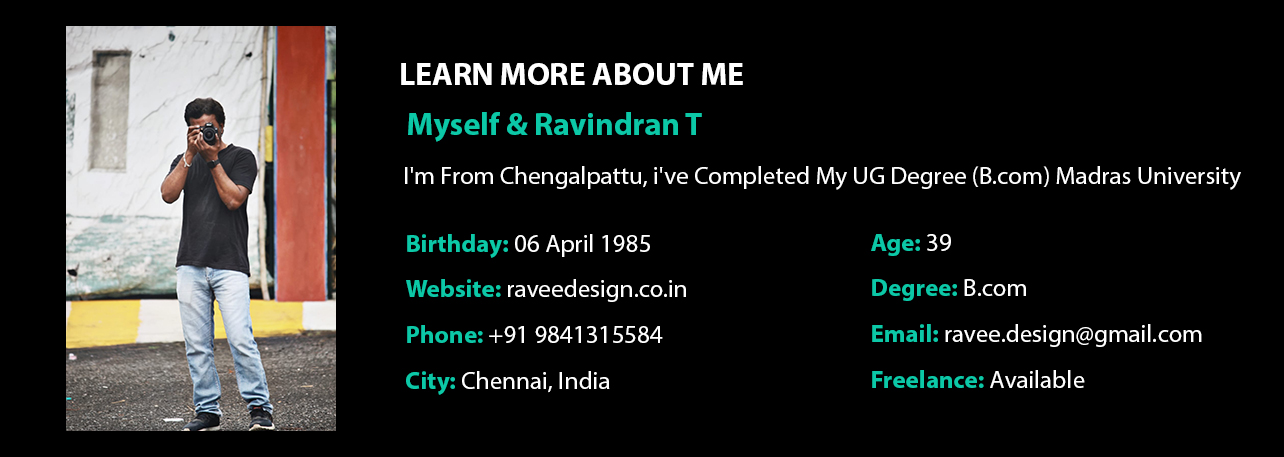 LEARN MORE ABOUT ME
Myself & Ravindran T
I'm From Chengalpattu, i've Completed My UG Degree (B.com) Madras University
Birthday: 06 April 1985
Age: 39
Website: raveedesign.co.in
Degree: B.com
Phone: +91 9841315584
Email: ravee.design@gmail.com
City: Chennai, India
Freelance: Available